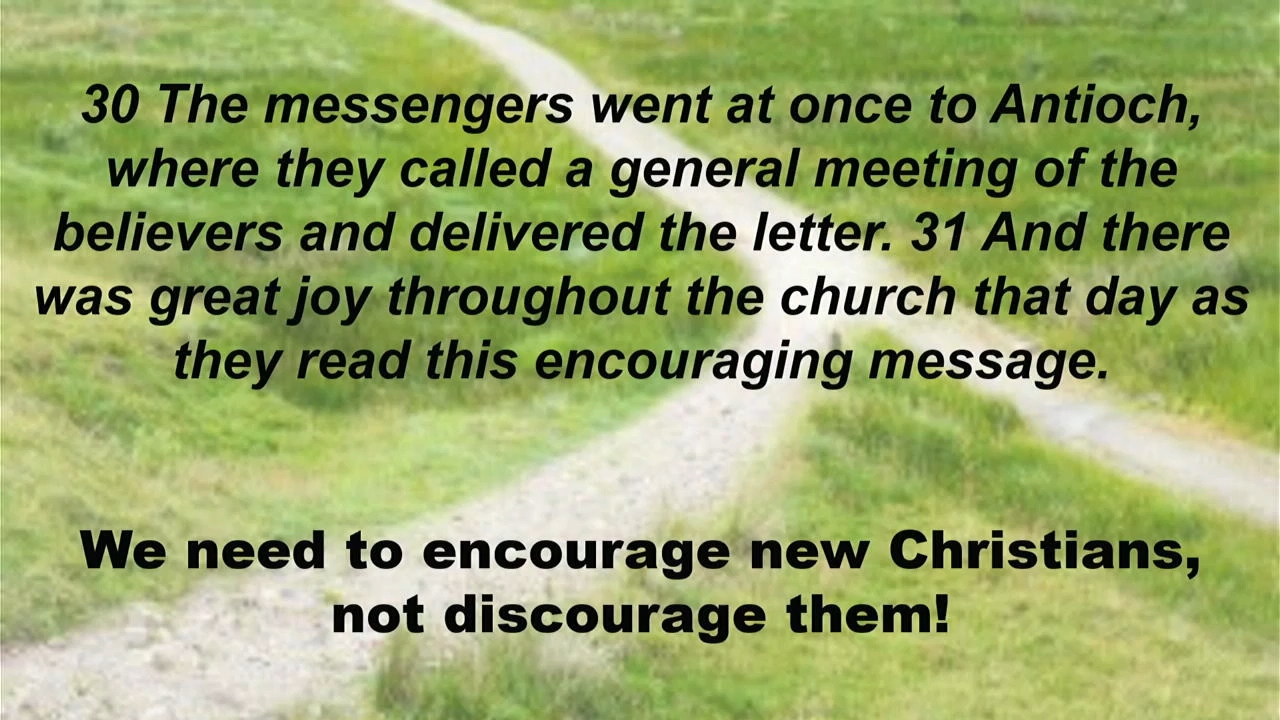 30 The messengers went at once to Antioch,
where they called a general meeting of the
believers and delivered the letter. 31 And there
was great joy throughout the church that day as
they read this encouraging message.
We need to encourage new Christians,
not discourage them!